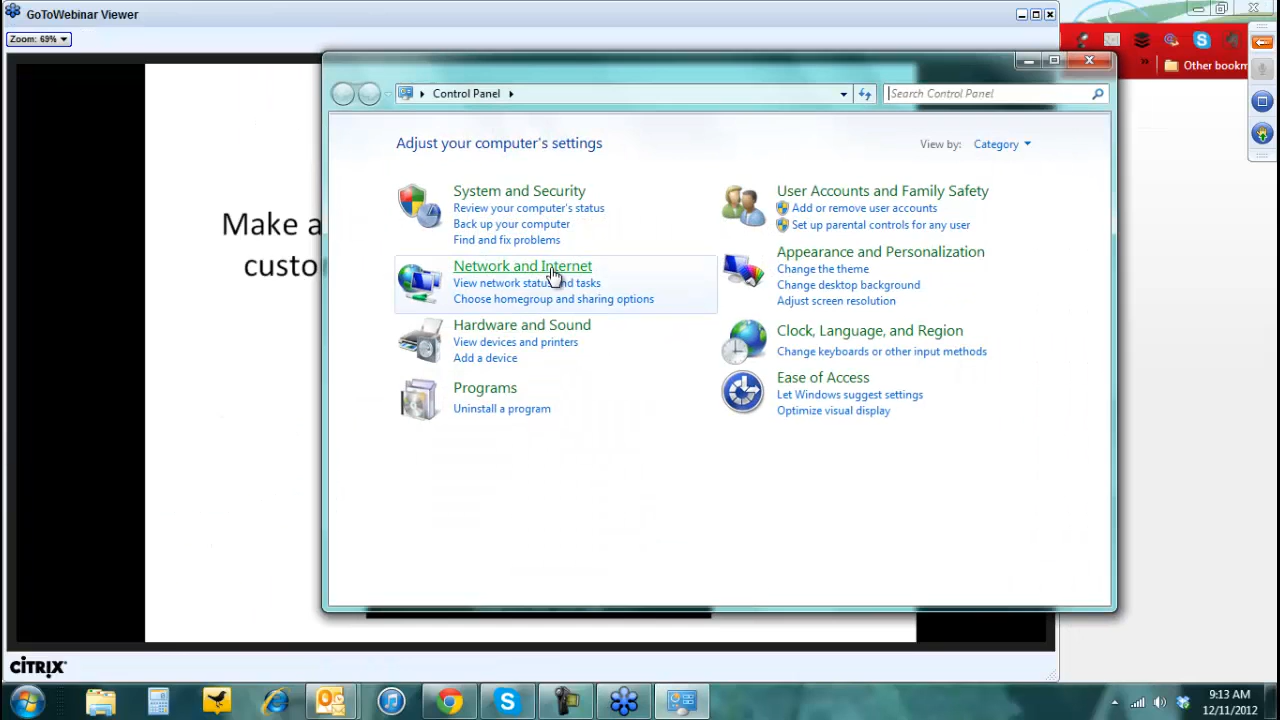 GoToWebinar Viewer
Zoom: 69%
Other bookm
Control Panel
Search Control Panel
Adjust your computer's settings
View by: Category
System and Security
Review your computer's status
Back up your computer
Find and fix problems
Network and Internet
View network status and tasks
Choose homegroup and sharing options
Hardware and Sound
View devices and printers
Add a device
Programs
Uninstall a program
User Accounts and Family Safety
Add or remove user accounts
Set up parental controls for any user
Appearance and Personalization
Change the theme
Change desktop background
Adjust screen resolution
Clock, Language, and Region
Change keyboards or other input methods
Ease of Access
Let Windows suggest settings
Optimize visual display
Make a
custo
CİTRIX
9:13 AM
12/11/2012